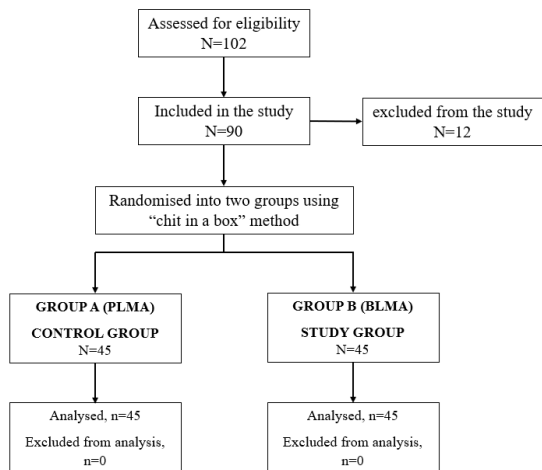 Assessed for eligibility
N=102
Included in the study
N=90
excluded from the study
N=12
Randomised into two groups using
“chit in a box” method
GROUP A (PLMA)
CONTROL GROUP
N=45
GROUP B (BLMA)
STUDY GROUP
N=45
Analysed, n=45
Excluded from analysis,
n=0
Analysed, n=45
Excluded from analysis,
n=0